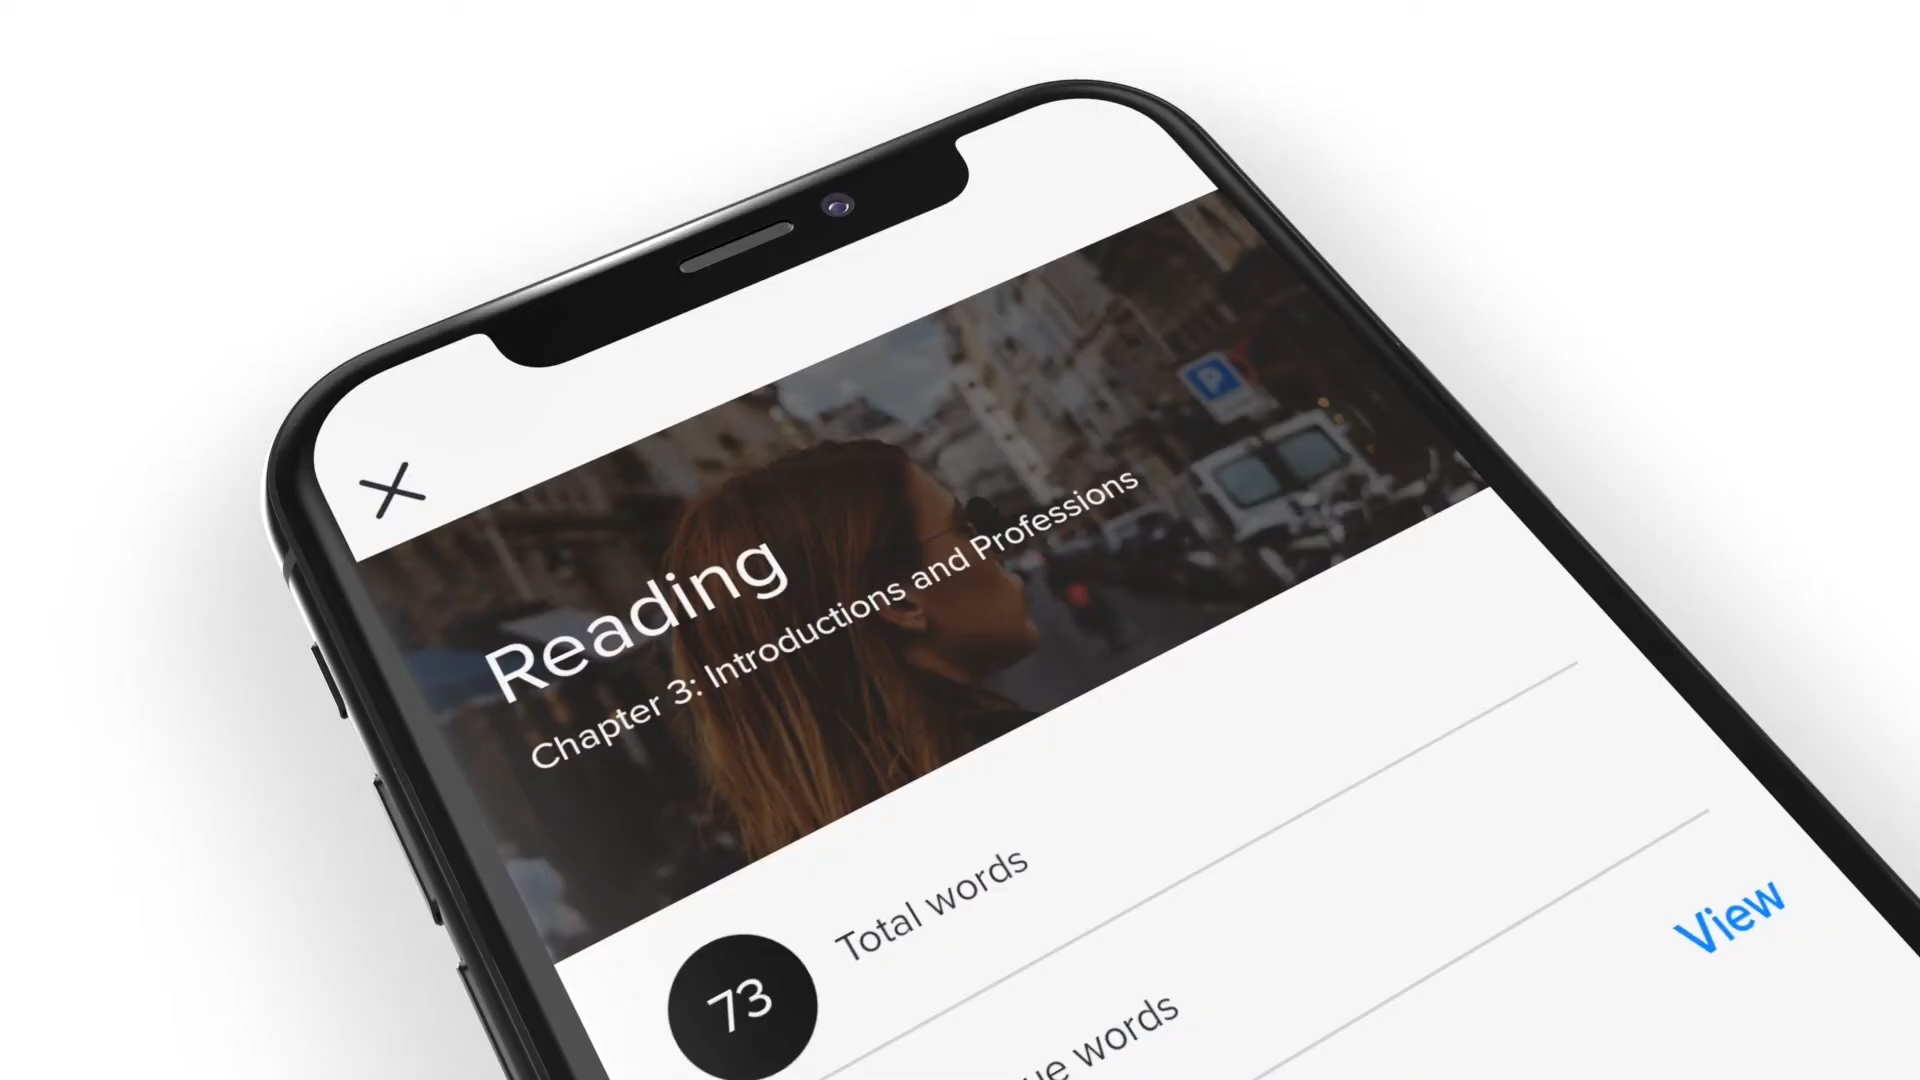 Reading
Chapter 3: Introductions and Professions
73 Total words
words
View
P